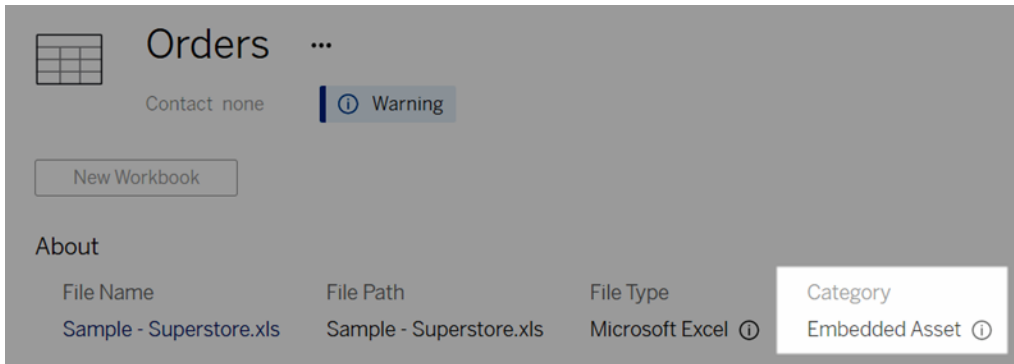 Orders ...
Contact none
Warning
New Workbook
About
File Name File Path File Type Category
Sample - Superstore.xls Sample - Superstore.xls Microsoft Excel Embedded Asset